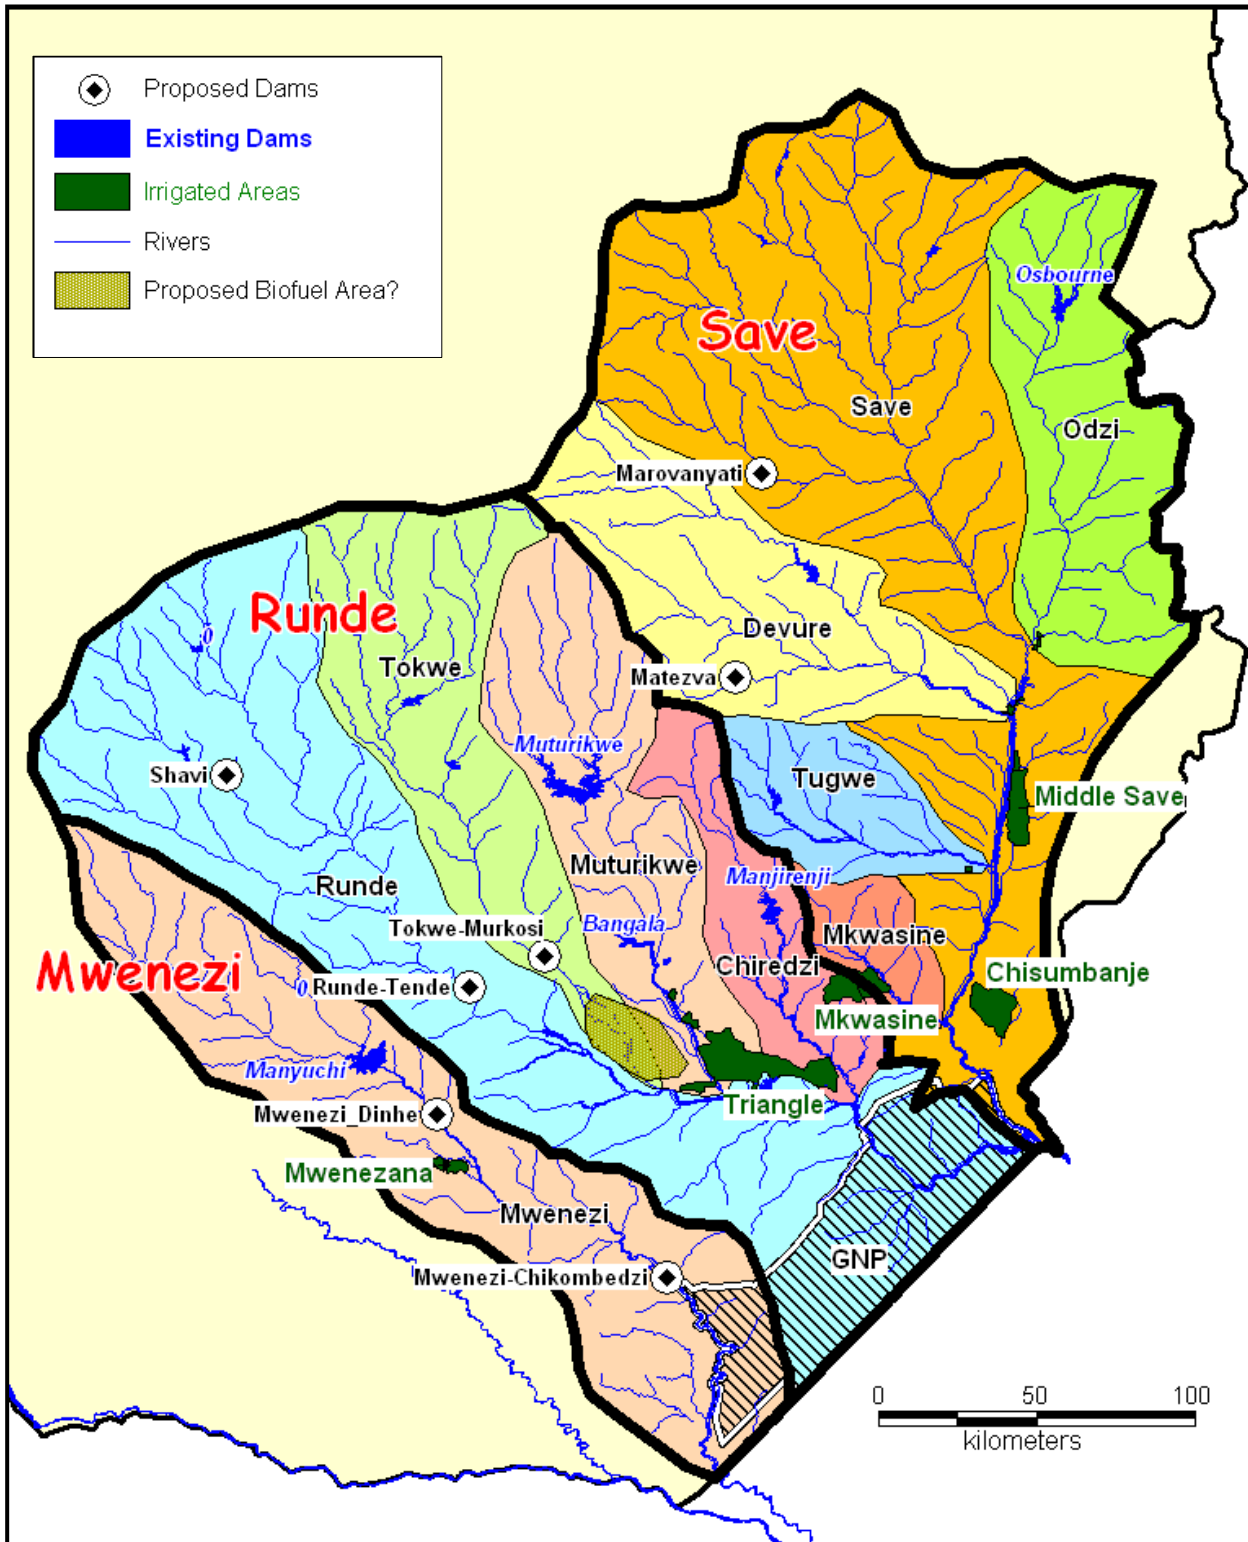 Proposed Dams
Existing Dams
Irrigated Areas
Rivers
Proposed Biofuel Area?
Osbourne
Save
Save
Odzi
Marovanyati
Runde
0
Devure
Tokwe
Matezva
Muturikwe
Shavi
Tugwe
Middle Save
Muturikwe
Manjirenji
Runde
Bangala
Tokwe-Murkosi
Mkwasine
Chiredzi
Mwenezi
Chisumbanje
0
Runde-Tende
Mkwasine
Manyuchi
Mwenezi_Dinhe
Triangle
Mwenezana
Mwenezi
GNP
Mwenezi-Chikombedzi
0 50 100
kilometers